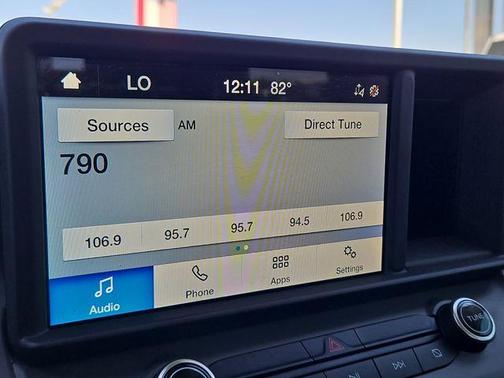 LO 12:11 82°
Sources AM Direct Tune
790
106.9 95.7 95.7 94.5 106.9
Audio Phone Apps Settings
TUNE